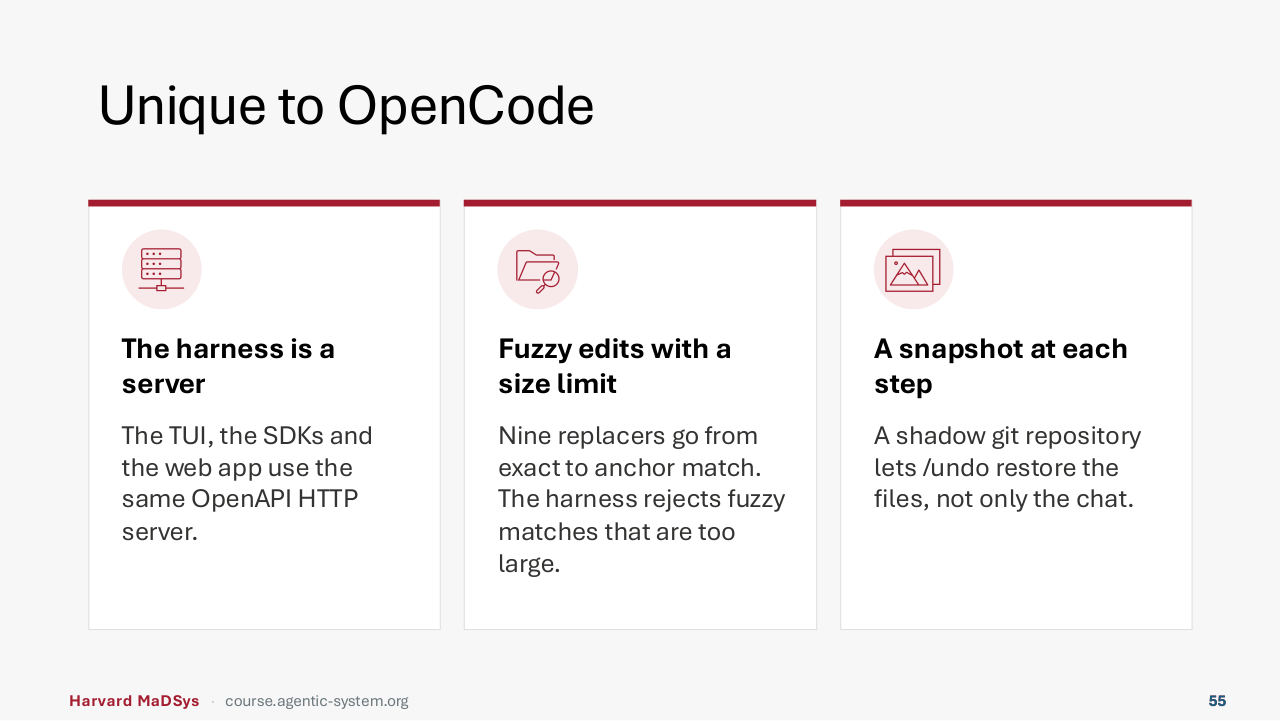 Unique to OpenCode
The harness is a
server
The TUI, the SDKs and
the web app use the
same OpenAPI HTTP
server.
Fuzzy edits with a
size limit
Nine replacers go from
exact to anchor match.
The harness rejects fuzzy
matches that are too
large.
A snapshot at each
step
A shadow git repository
lets /undo restore the
files, not only the chat.
Harvard MaDSys · course.agentic-system.org
55